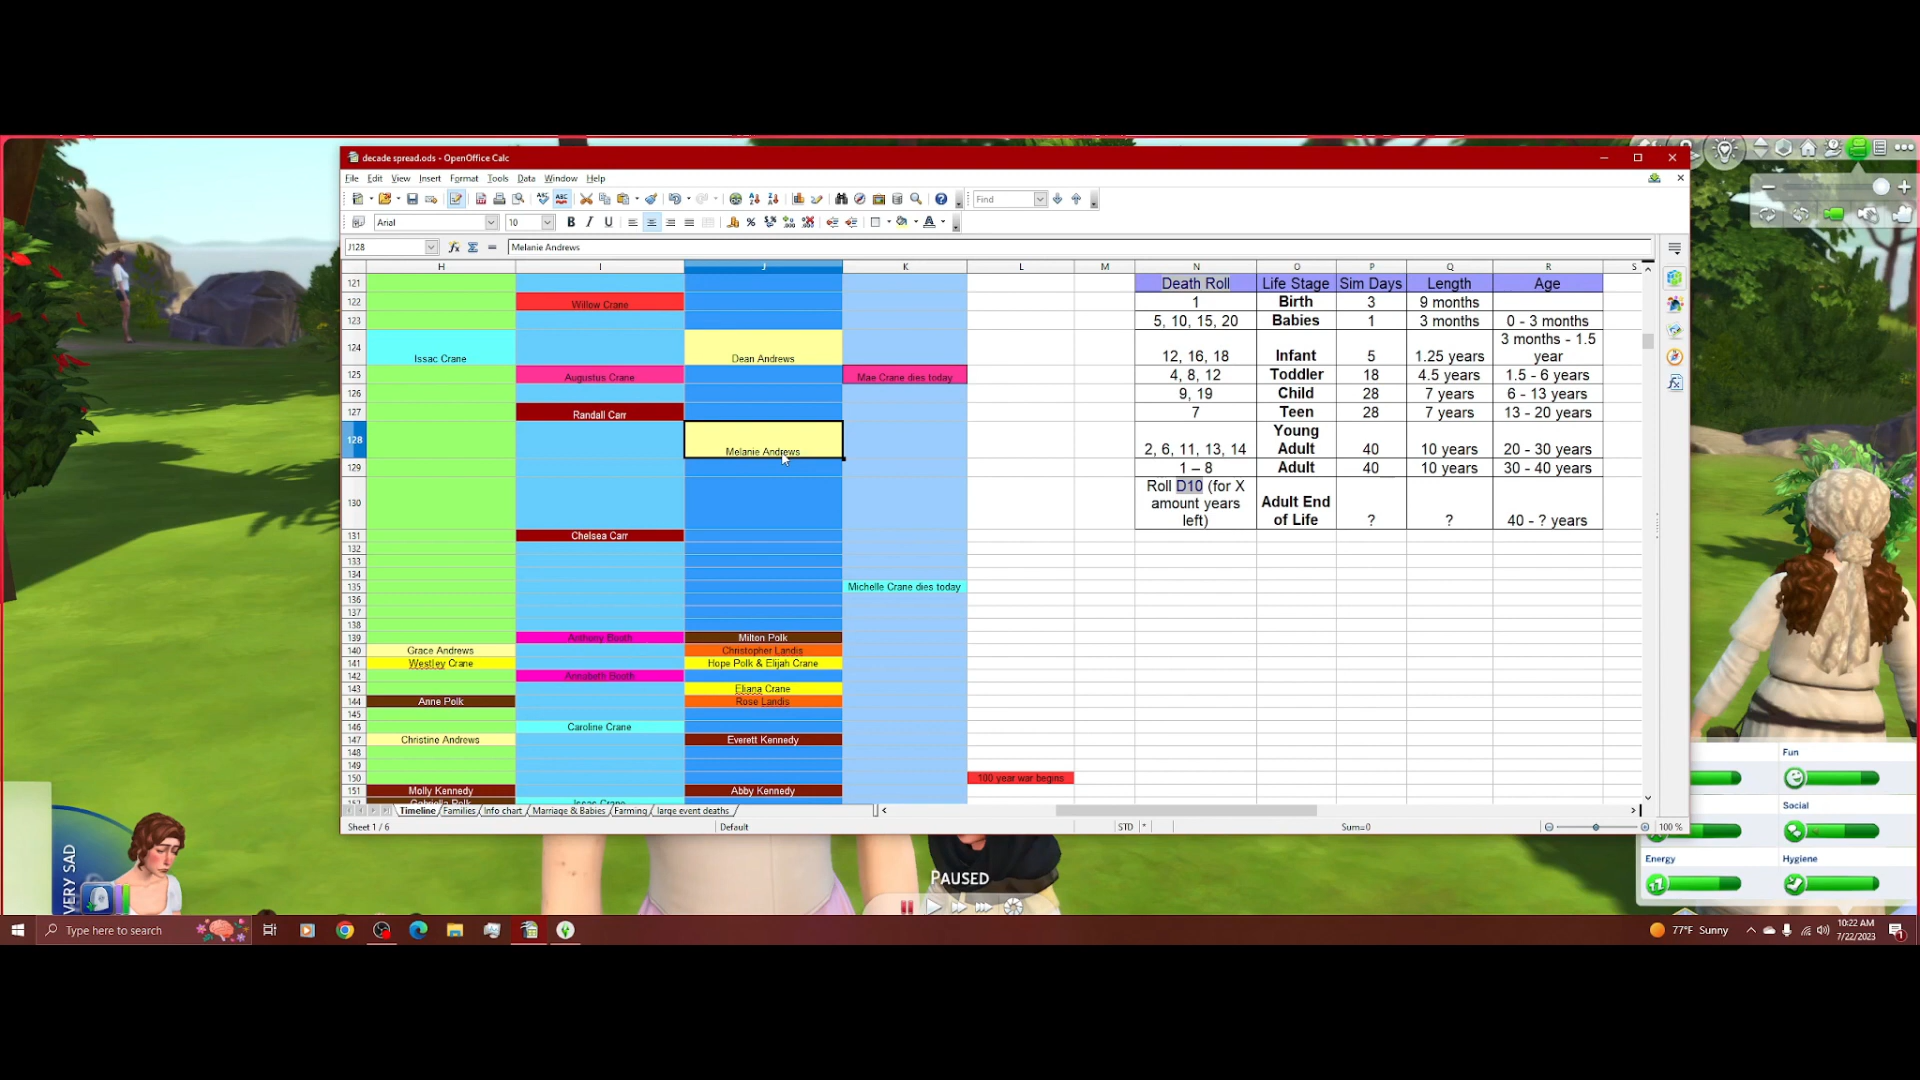 decade spread.ods - OpenOffice Calc
File Edit View Insert Format Tools Data Window Help
Find
Arial 10
J128 Melanie Andrews
H I J K L M N O P Q R S
121 Death Roll Life Stage Sim Days Length Age
122 Willow Crane 1 Birth 3 9 months
123 5, 10, 15, 20 Babies 1 3 months 0 - 3 months
124 Issac Crane Dean Andrews 12, 16, 18 Infant 5 1.25 years 3 months - 1.5 year
125 Augustus Crane Mae Crane dies today 4, 8, 12 Toddler 18 4.5 years 1.5 - 6 years
126 9, 19 Child 28 7 years 6 - 13 years
127 Randall Carr 7 Teen 28 7 years 13 - 20 years
128 Melanie Andrews 2, 6, 11, 13, 14 Young Adult 40 10 years 20 - 30 years
129 1 – 8 Adult 40 10 years 30 - 40 years
130 Roll D10 (for X amount years left) Adult End of Life ? ? 40 - ? years
131 Chelsea Carr
132
133
134
135 Michelle Crane dies today
136
137
138
139 Anthony Booth Milton Polk
140 Grace Andrews Christopher Landis
141 Westley Crane Hope Polk & Elijah Crane
142 Annabeth Booth
143 Eliana Crane
144 Anne Polk Rose Landis
145
146 Caroline Crane
147 Christine Andrews Everett Kennedy
148
149
150 100 year war begins
151 Molly Kennedy Abby Kennedy
152 Gabriella Polk Issac Crane
Timeline Families Info chart Marriage & Babies Farming large event deaths
Sheet 1 / 6 Default STD * Sum=0 100 %
Fun
Social
Energy Hygiene
VERY SAD
PAUSED
Type here to search
77°F Sunny
10:22 AM
7/22/2023
1